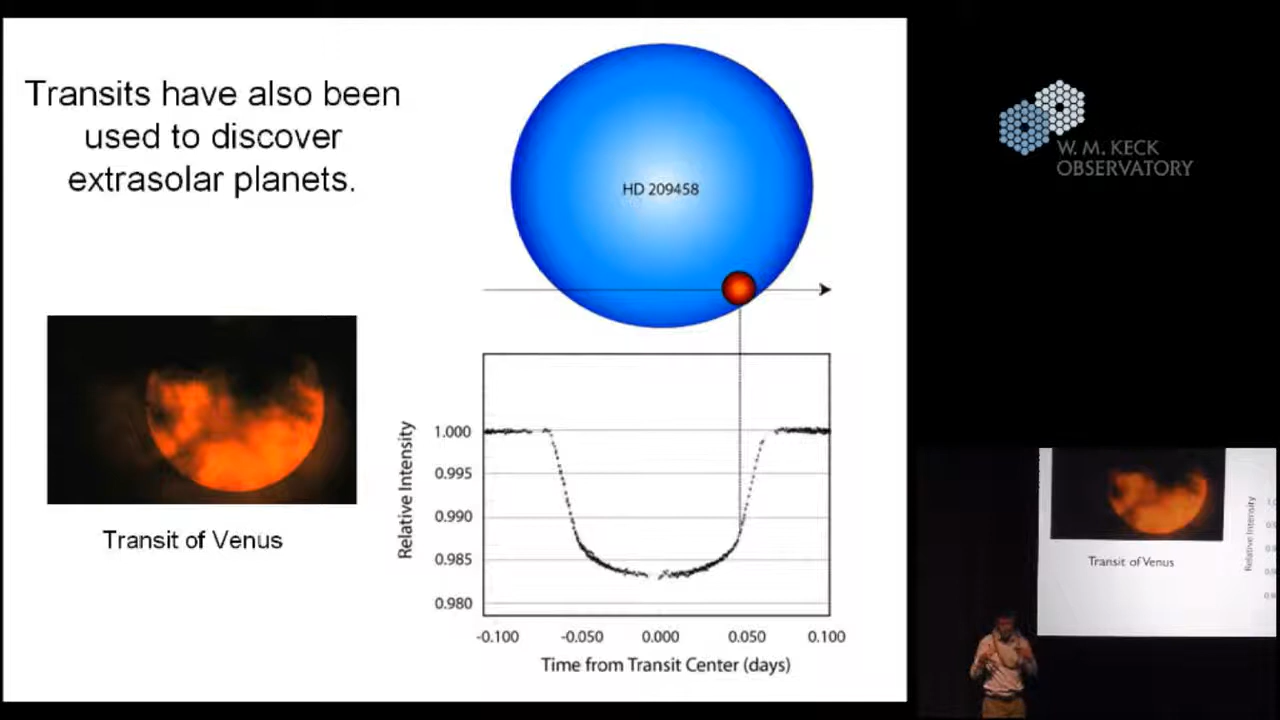 Transits have also been
used to discover
extrasolar planets.
HD 209458
Transit of Venus
Relative Intensity
1.000
0.995
0.990
0.985
0.980
-0.100 -0.050 0.000 0.050 0.100
Time from Transit Center (days)
W. M. KECK
OBSERVATORY
Transit of Venus
Relative Intensity